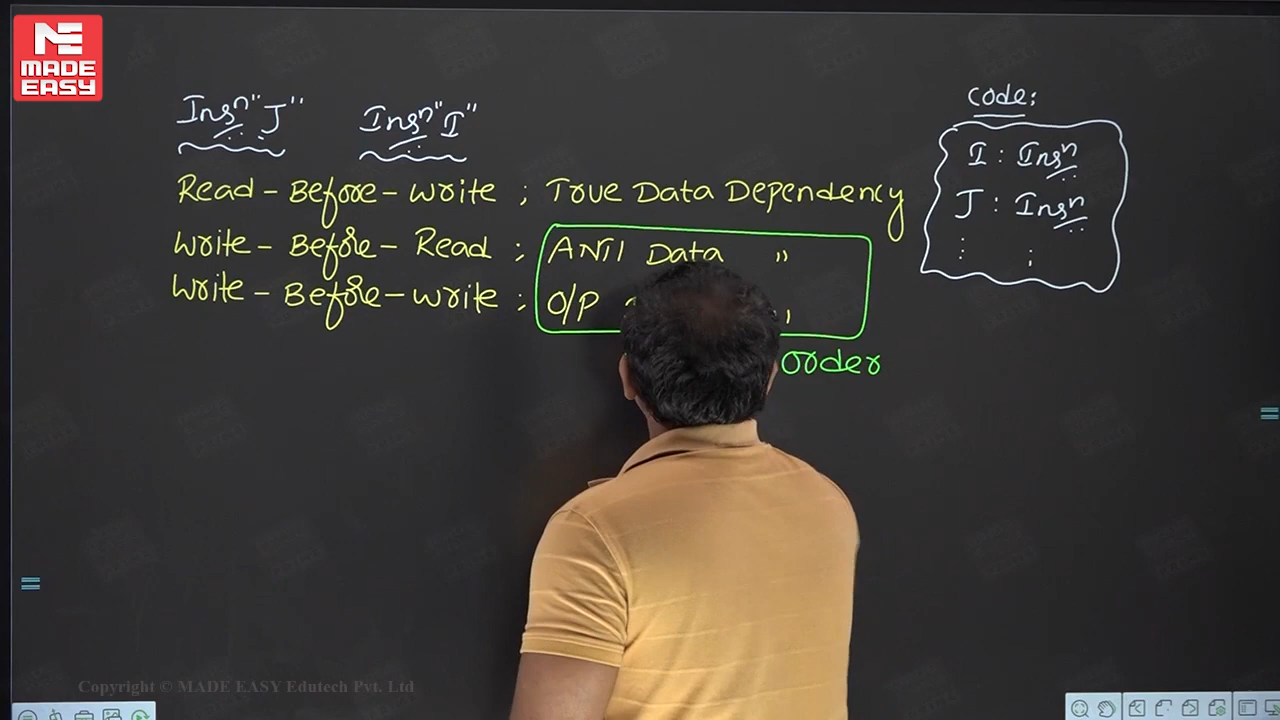 MADE EASY
Insⁿ "J" Insⁿ "I"
Read - Before - Write ; True Data Dependency
Write - Before - Read ; ANTI Data "
Write - Before - Write ; O/P "
order
code:
I : Insⁿ
J : Insⁿ
Copyright © MADE EASY Edutech Pvt. Ltd